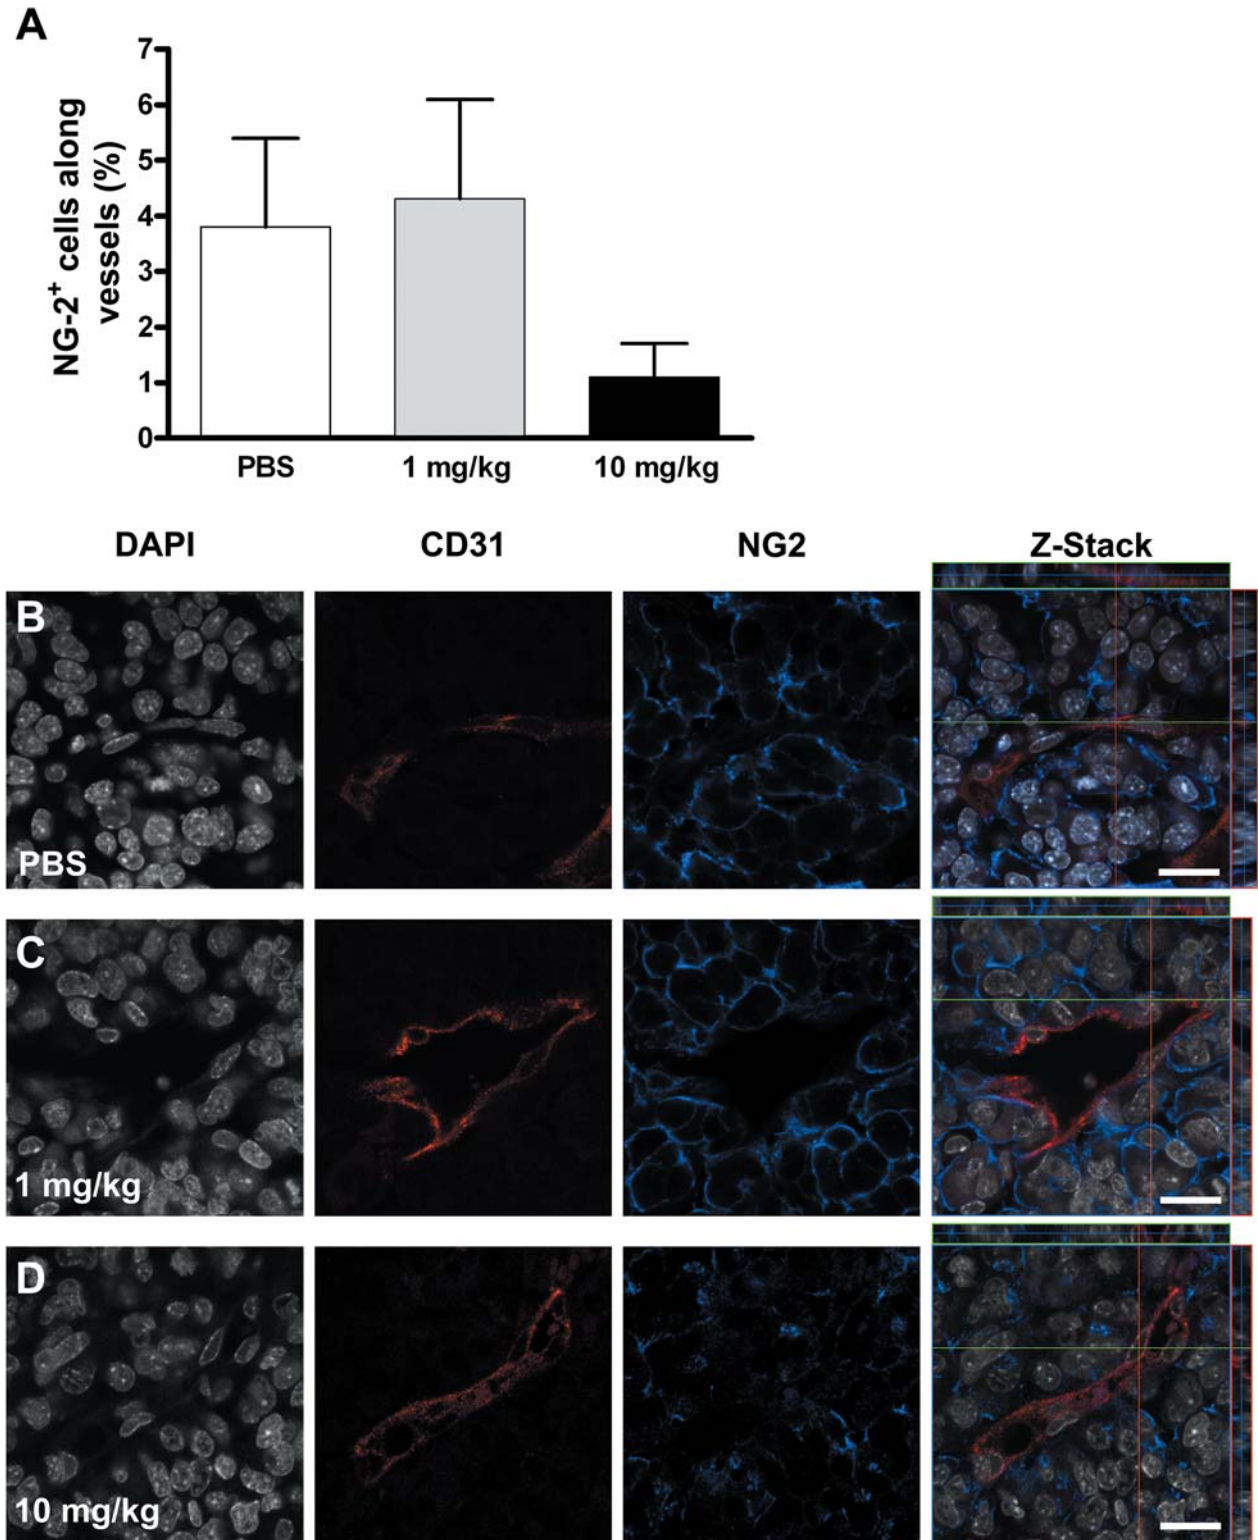 A
NG-2⁺ cells along
vessels (%)
7
6
5
4
3
2
1
0
PBS
1 mg/kg
10 mg/kg
DAPI
CD31
NG2
Z-Stack
B
PBS
C
1 mg/kg
D
10 mg/kg